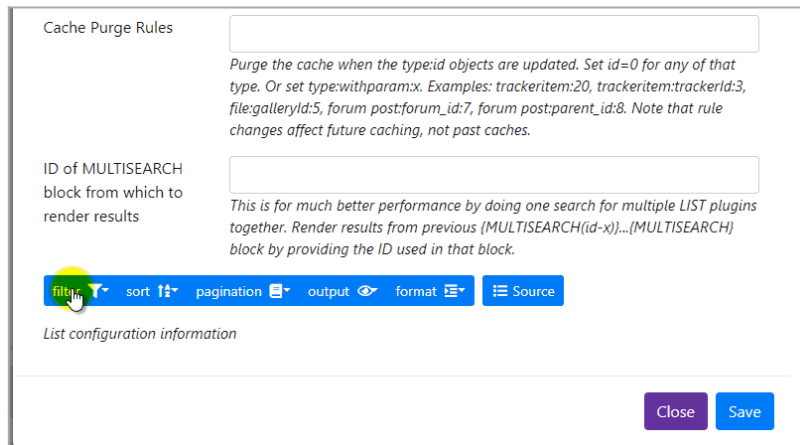 Cache Purge Rules
Purge the cache when the type:id objects are updated. Set id=0 for any of that
type. Or set type:withparam:x. Examples: trackeritem:20, trackeritem:trackerId:3,
file:galleryId:5, forum post:forum_id:7, forum post:parent_id:8. Note that rule
changes affect future caching, not past caches.
ID of MULTISEARCH
block from which to
render results
This is for much better performance by doing one search for multiple LIST plugins
together. Render results from previous {MULTISEARCH(id-x)}...{MULTISEARCH}
block by providing the ID used in that block.
filter sort pagination output format Source
List configuration information
Close Save